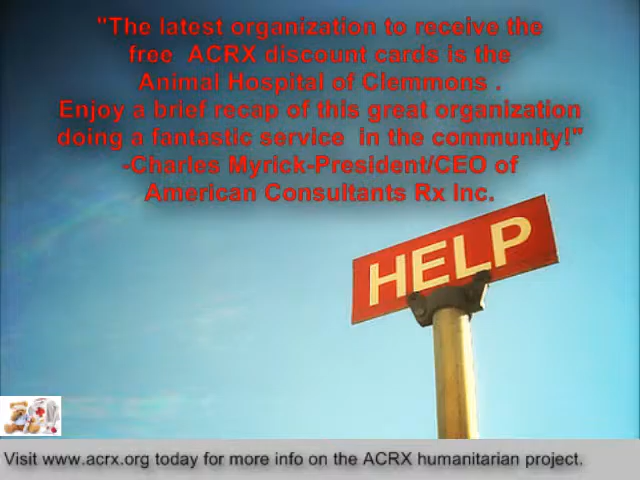 "The latest organization to receive the
free ACRX discount cards is the
Animal Hospital of Clemmons .
Enjoy a brief recap of this great organization
doing a fantastic service in the community!"
-Charles Myrick-President/CEO of
American Consultants Rx Inc.
HELP
Visit www.acrx.org today for more info on the ACRX humanitarian project.